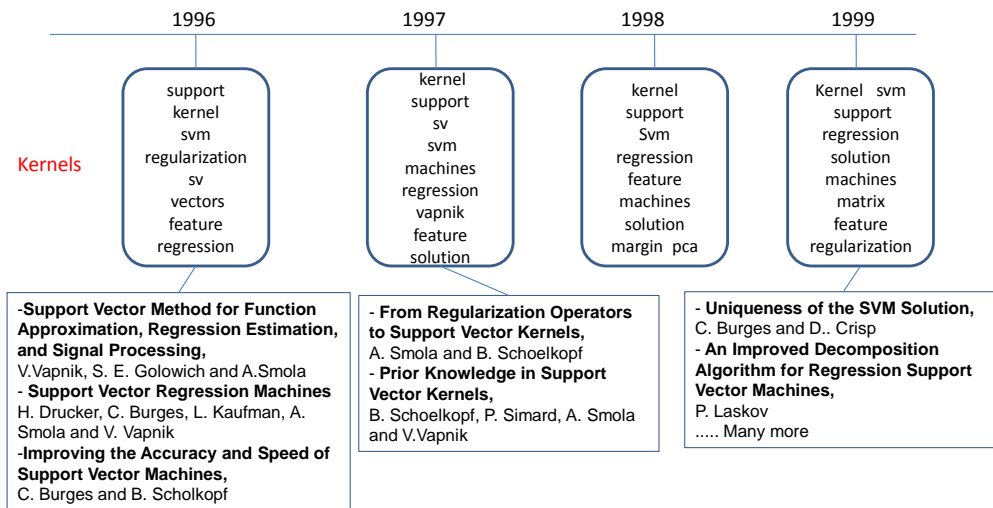 1996
1997
1998
1999
Kernels
support
kernel
svm
regularization
sv
vectors
feature
regression
kernel
support
sv
svm
machines
regression
vapnik
feature
solution
kernel
support
Svm
regression
feature
machines
solution
margin pca
Kernel svm
support
regression
solution
machines
matrix
feature
regularization
-Support Vector Method for Function
Approximation, Regression Estimation,
and Signal Processing,
V.Vapnik, S. E. Golowich and A.Smola
- Support Vector Regression Machines
H. Drucker, C. Burges, L. Kaufman, A.
Smola and V. Vapnik
-Improving the Accuracy and Speed of
Support Vector Machines,
C. Burges and B. Scholkopf
- From Regularization Operators
to Support Vector Kernels,
A. Smola and B. Schoelkopf
- Prior Knowledge in Support
Vector Kernels,
B. Schoelkopf, P. Simard, A. Smola
and V.Vapnik
- Uniqueness of the SVM Solution,
C. Burges and D.. Crisp
- An Improved Decomposition
Algorithm for Regression Support
Vector Machines,
P. Laskov
..... Many more